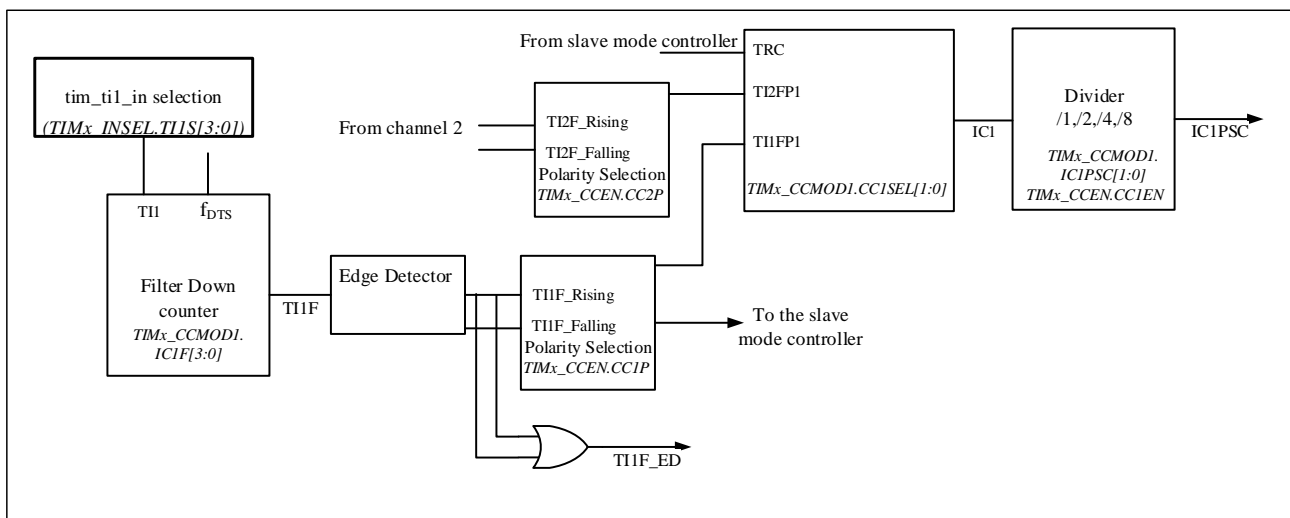 tim_ti1_in selection
(TIMx_INSEL.TI1S[3:0])
TI1
fDTS
Filter Down
counter
TIMx_CCMOD1.
IC1F[3:0]
TI1F
Edge Detector
From channel 2
TI2F_Rising
TI2F_Falling
Polarity Selection
TIMx_CCEN.CC2P
TI1F_Rising
TI1F_Falling
Polarity Selection
TIMx_CCEN.CC1P
TI1F_ED
To the slave
mode controller
From slave mode controller
TRC
TI2FP1
TI1FP1
TIMx_CCMOD1.CC1SEL[1:0]
IC1
Divider
/1,/2,/4,/8
TIMx_CCMOD1.
IC1PSC[1:0]
TIMx_CCEN.CC1EN
IC1PSC